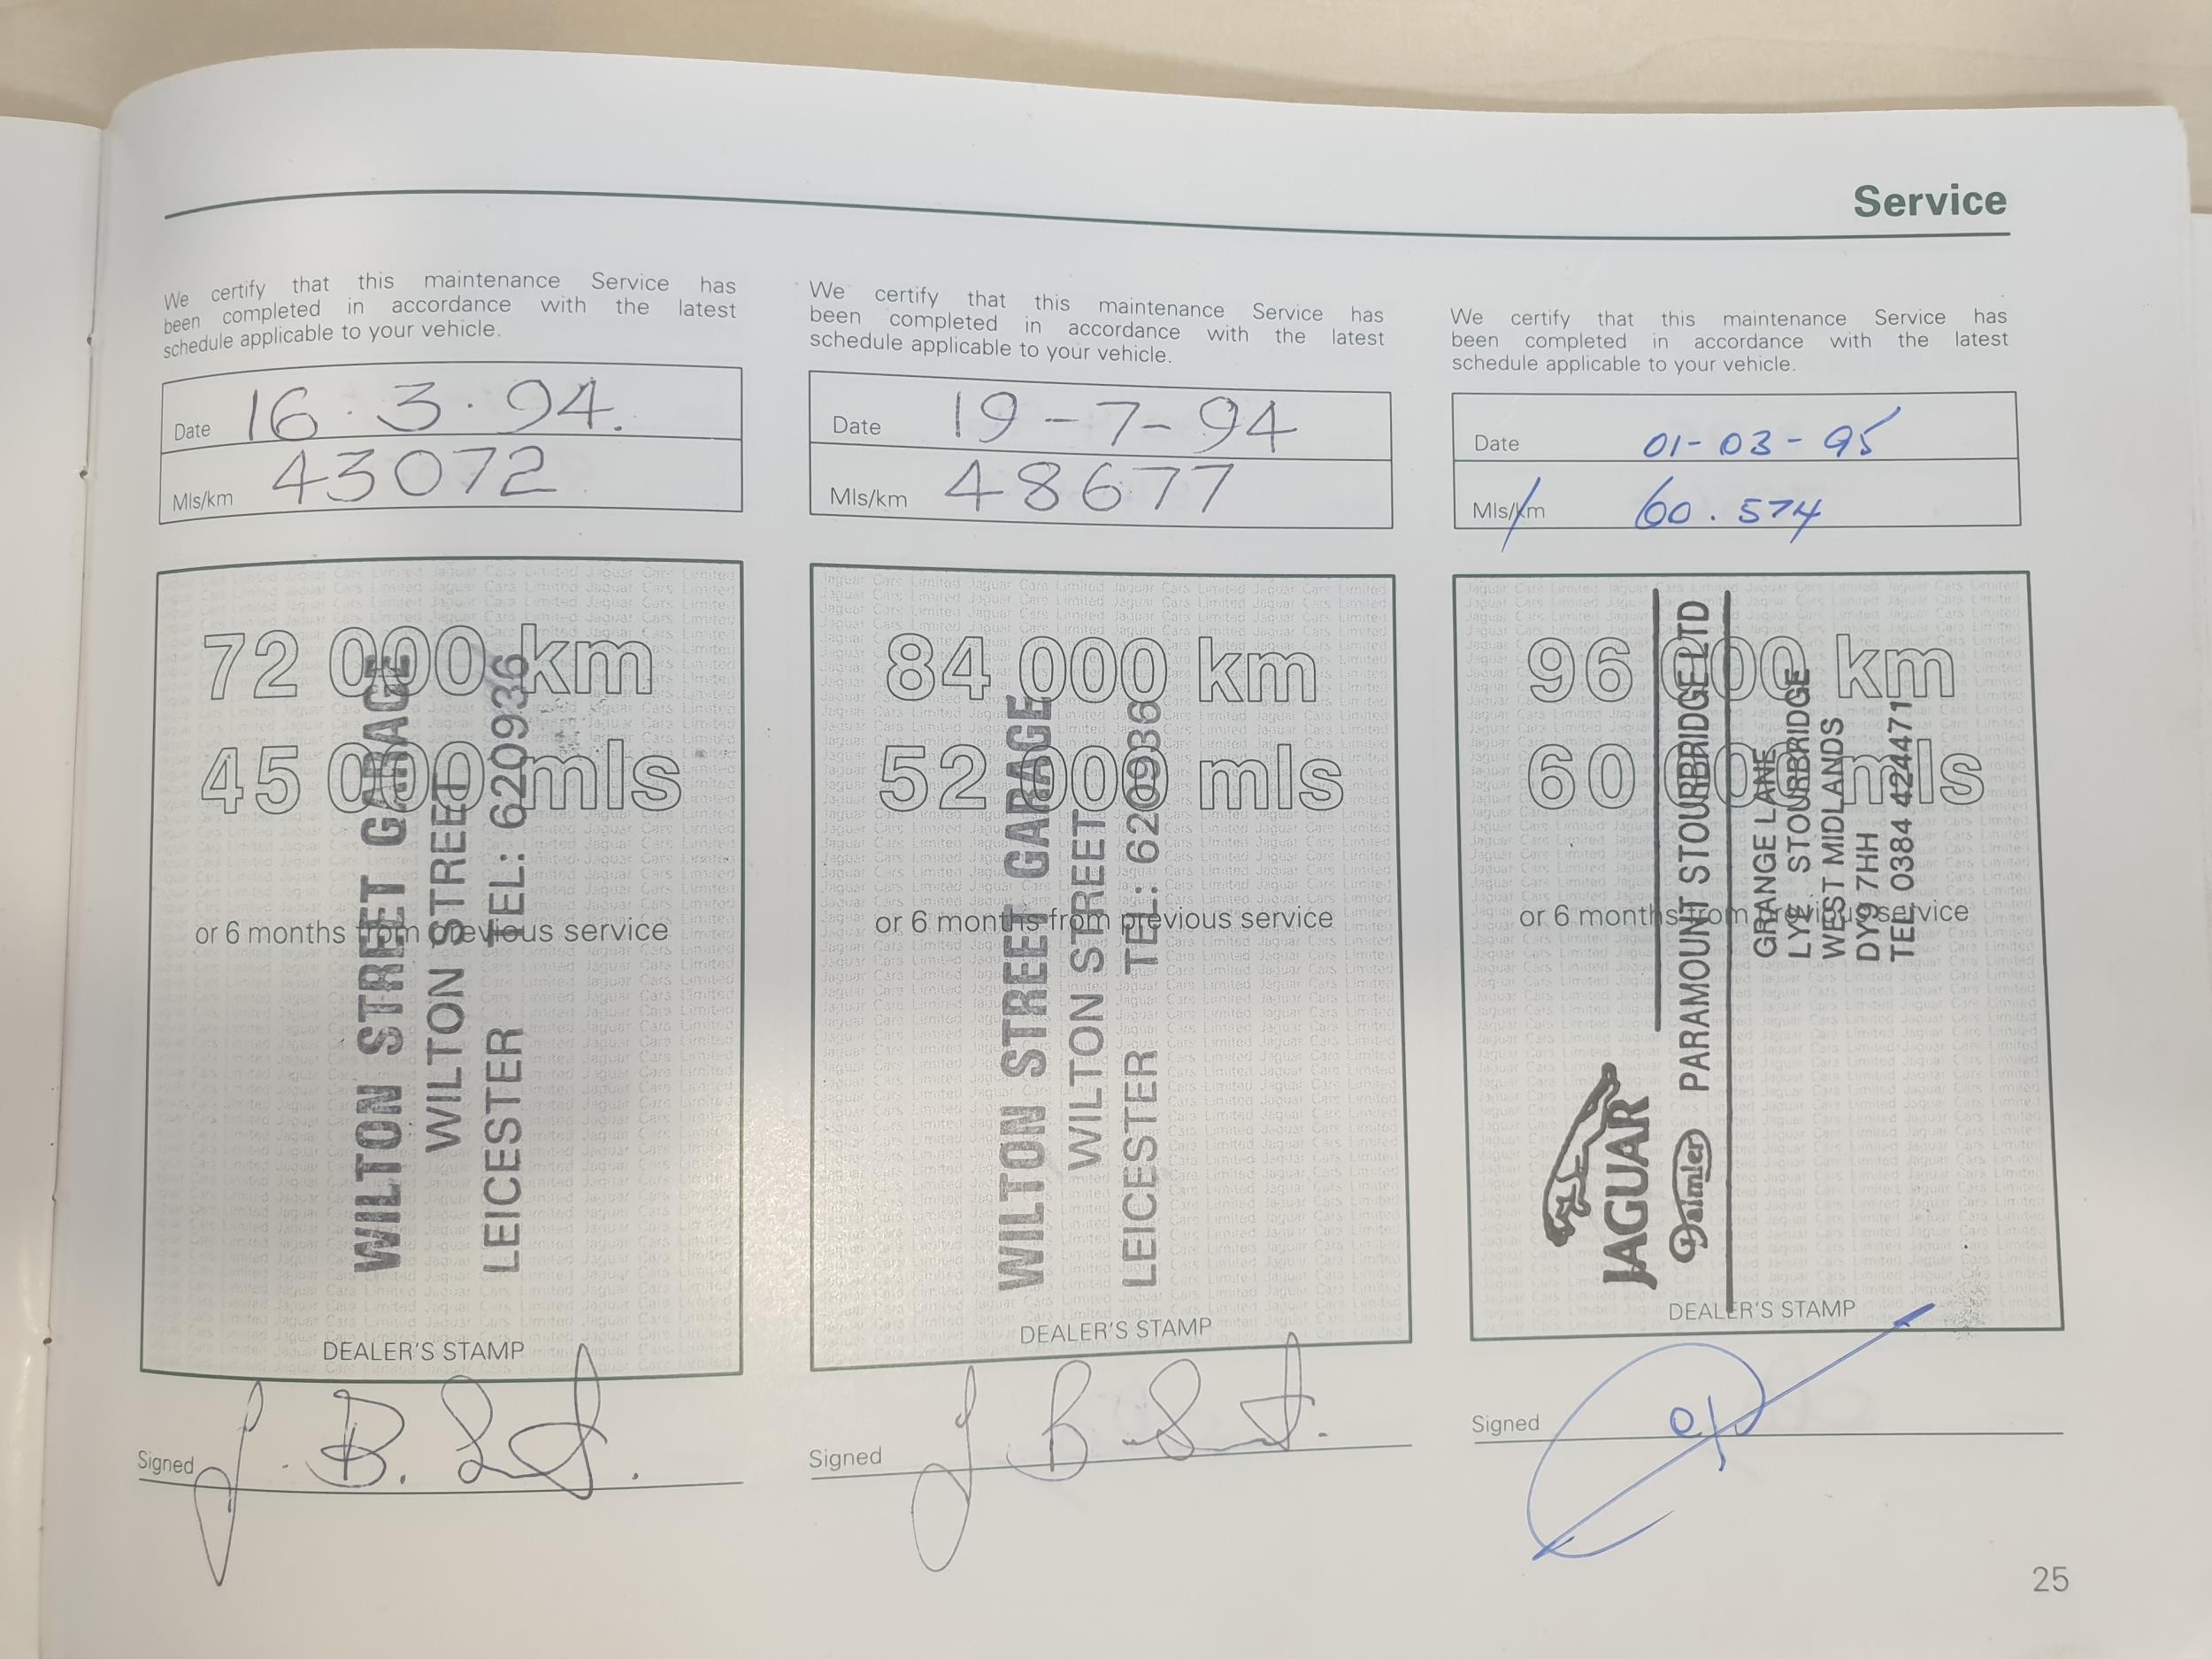 Service
We certify that this maintenance Service has
been completed in accordance with the latest
schedule applicable to your vehicle.
Date 16.3.94.
Mls/km 43072
72 000 km
45 000 mls
or 6 months from previous service
WILTON STREET GARAGE
WILTON STREET
LEICESTER TEL: 620936
DEALER'S STAMP
Signed
We certify that this maintenance Service has
been completed in accordance with the latest
schedule applicable to your vehicle.
Date 19-7-94
Mls/km 48677
84 000 km
52 000 mls
or 6 months from previous service
WILTON STREET GARAGE
WILTON STREET
LEICESTER TEL: 620936
DEALER'S STAMP
Signed
We certify that this maintenance Service has
been completed in accordance with the latest
schedule applicable to your vehicle.
Date 01-03-95
Mls/km 60.574
96 000 km
60 000 mls
or 6 months from previous service
JAGUAR
Daimler PARAMOUNT STOURBRIDGE LTD
GRANGE LANE
LYE STOURBRIDGE
WEST MIDLANDS
DY9 7HH
TEL 0384 424471
DEALER'S STAMP
Signed
25